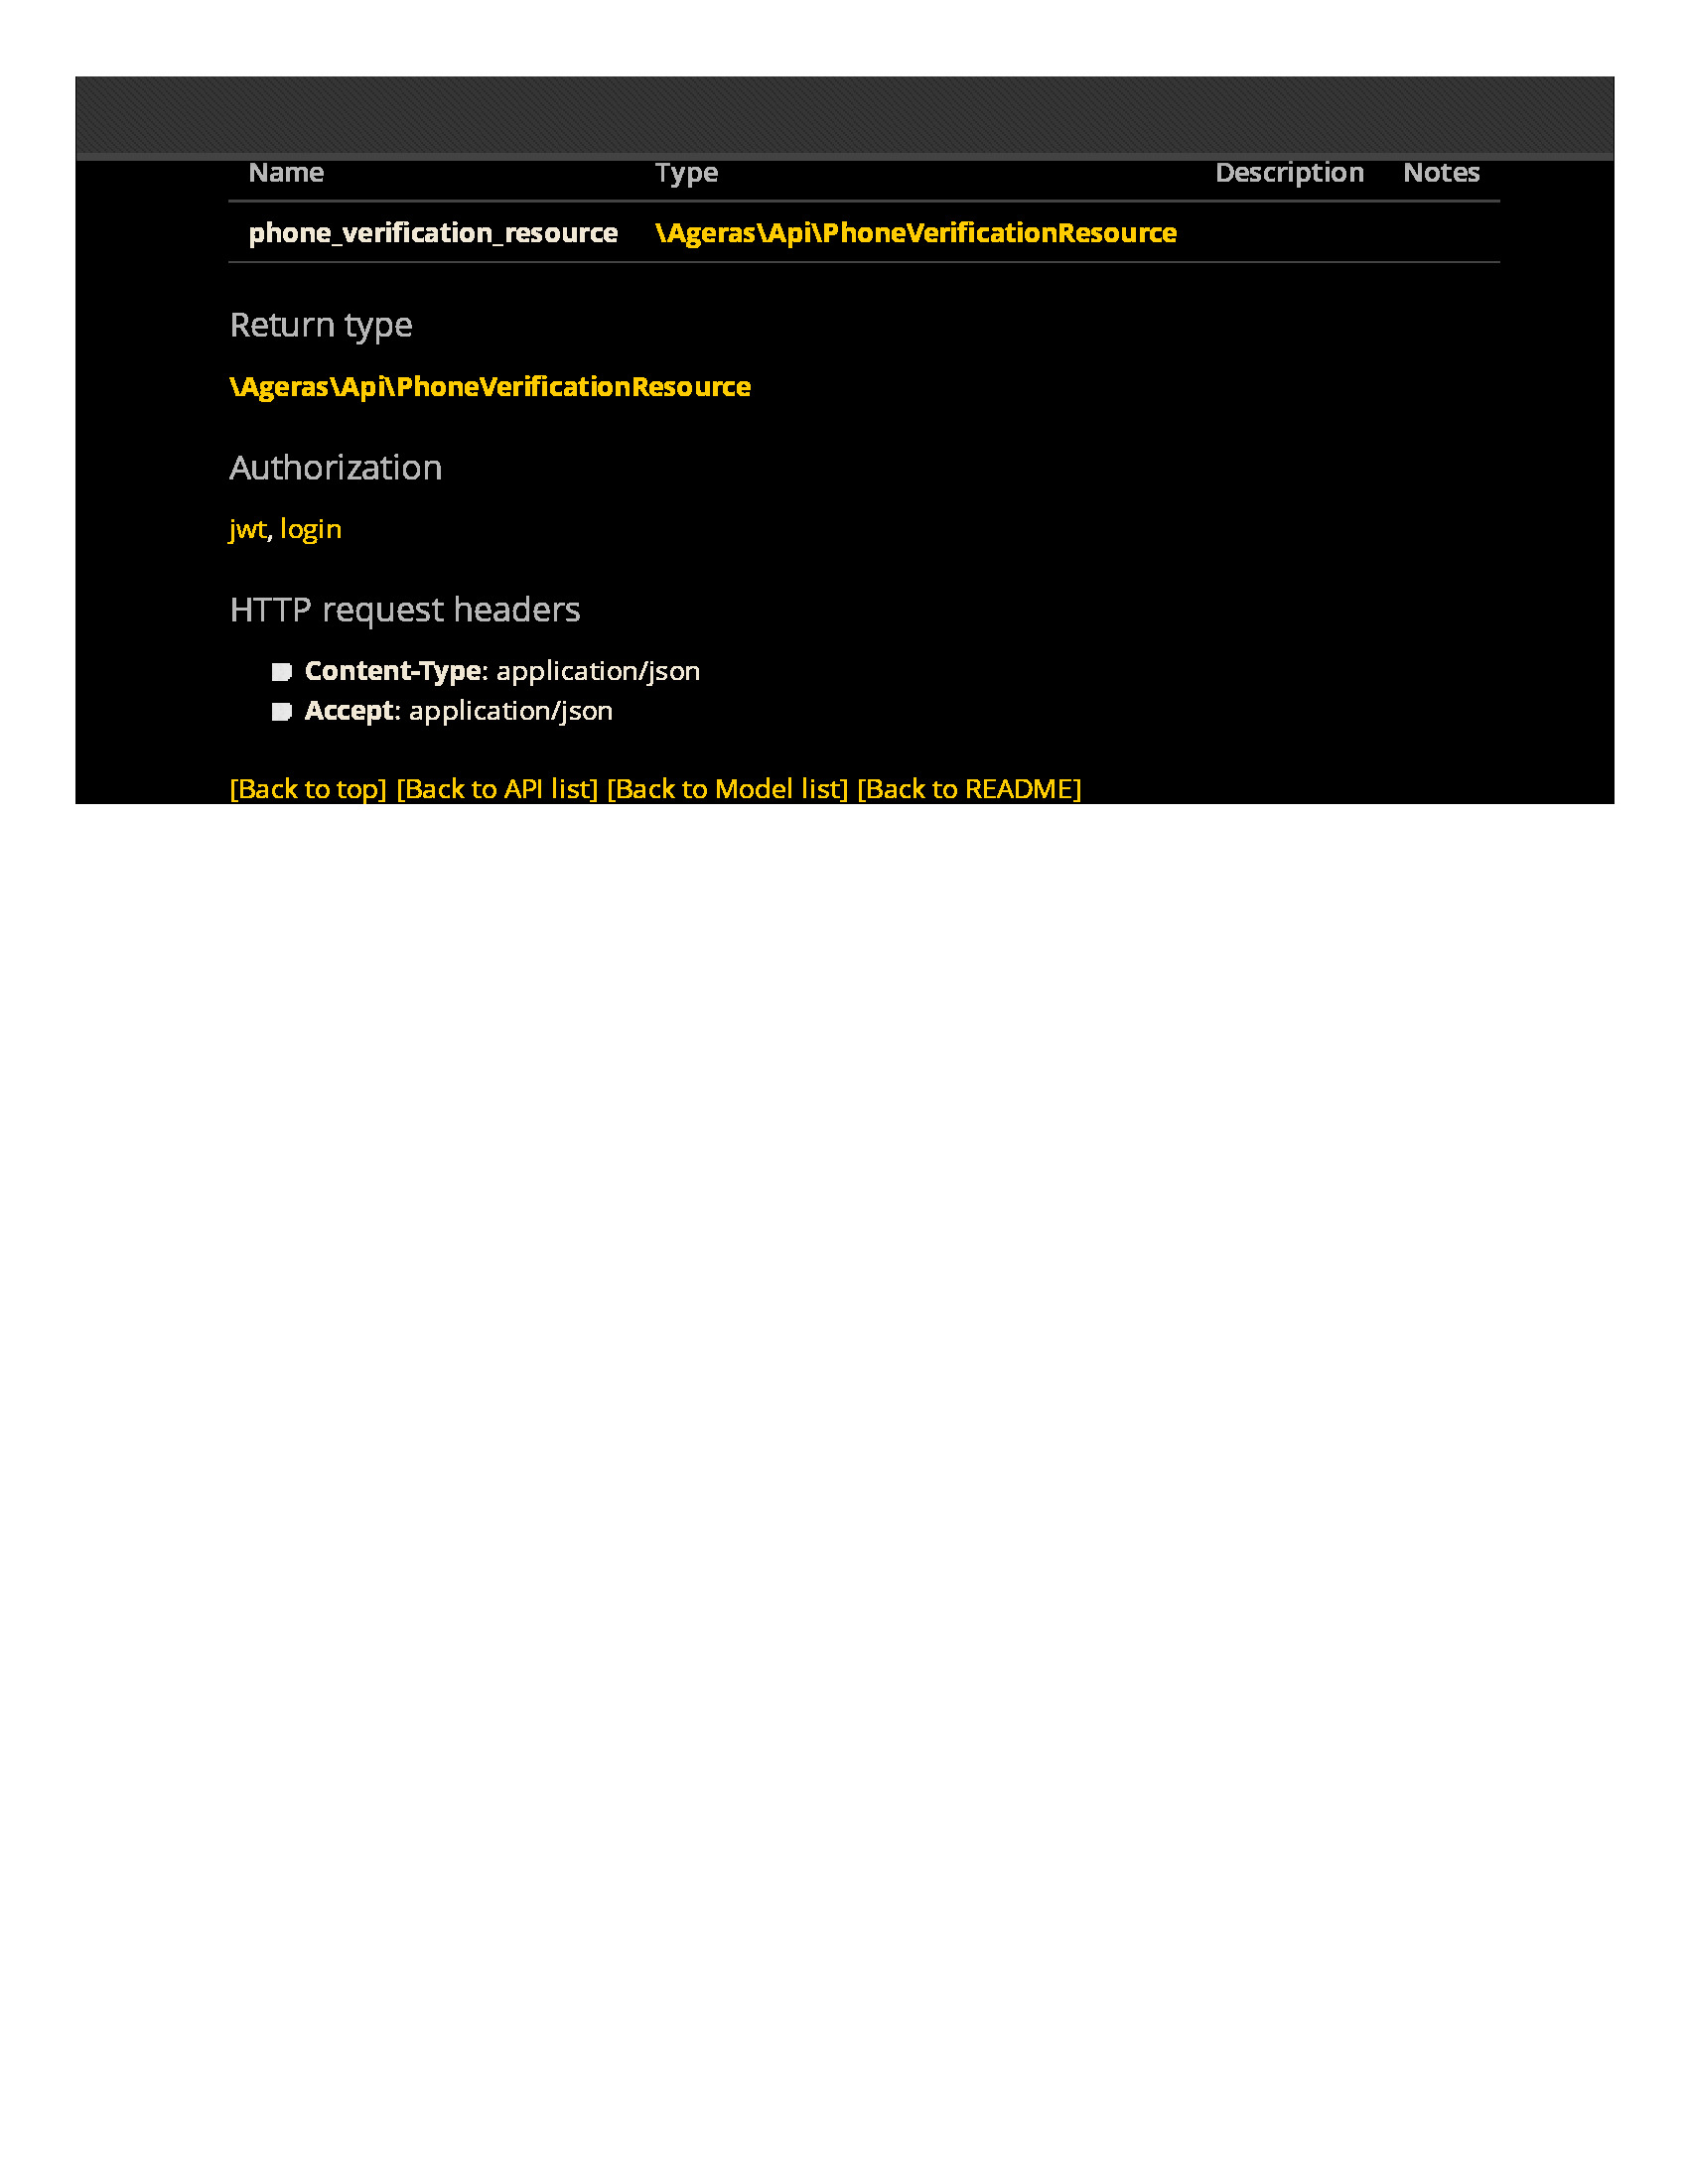 Name Type Description Notes
phone_verification_resource \Ageras\Api\PhoneVerificationResource
Return type
\Ageras\Api\PhoneVerificationResource
Authorization
jwt, login
HTTP request headers
Content-Type: application/json
Accept: application/json
[Back to top] [Back to API list] [Back to Model list] [Back to README]